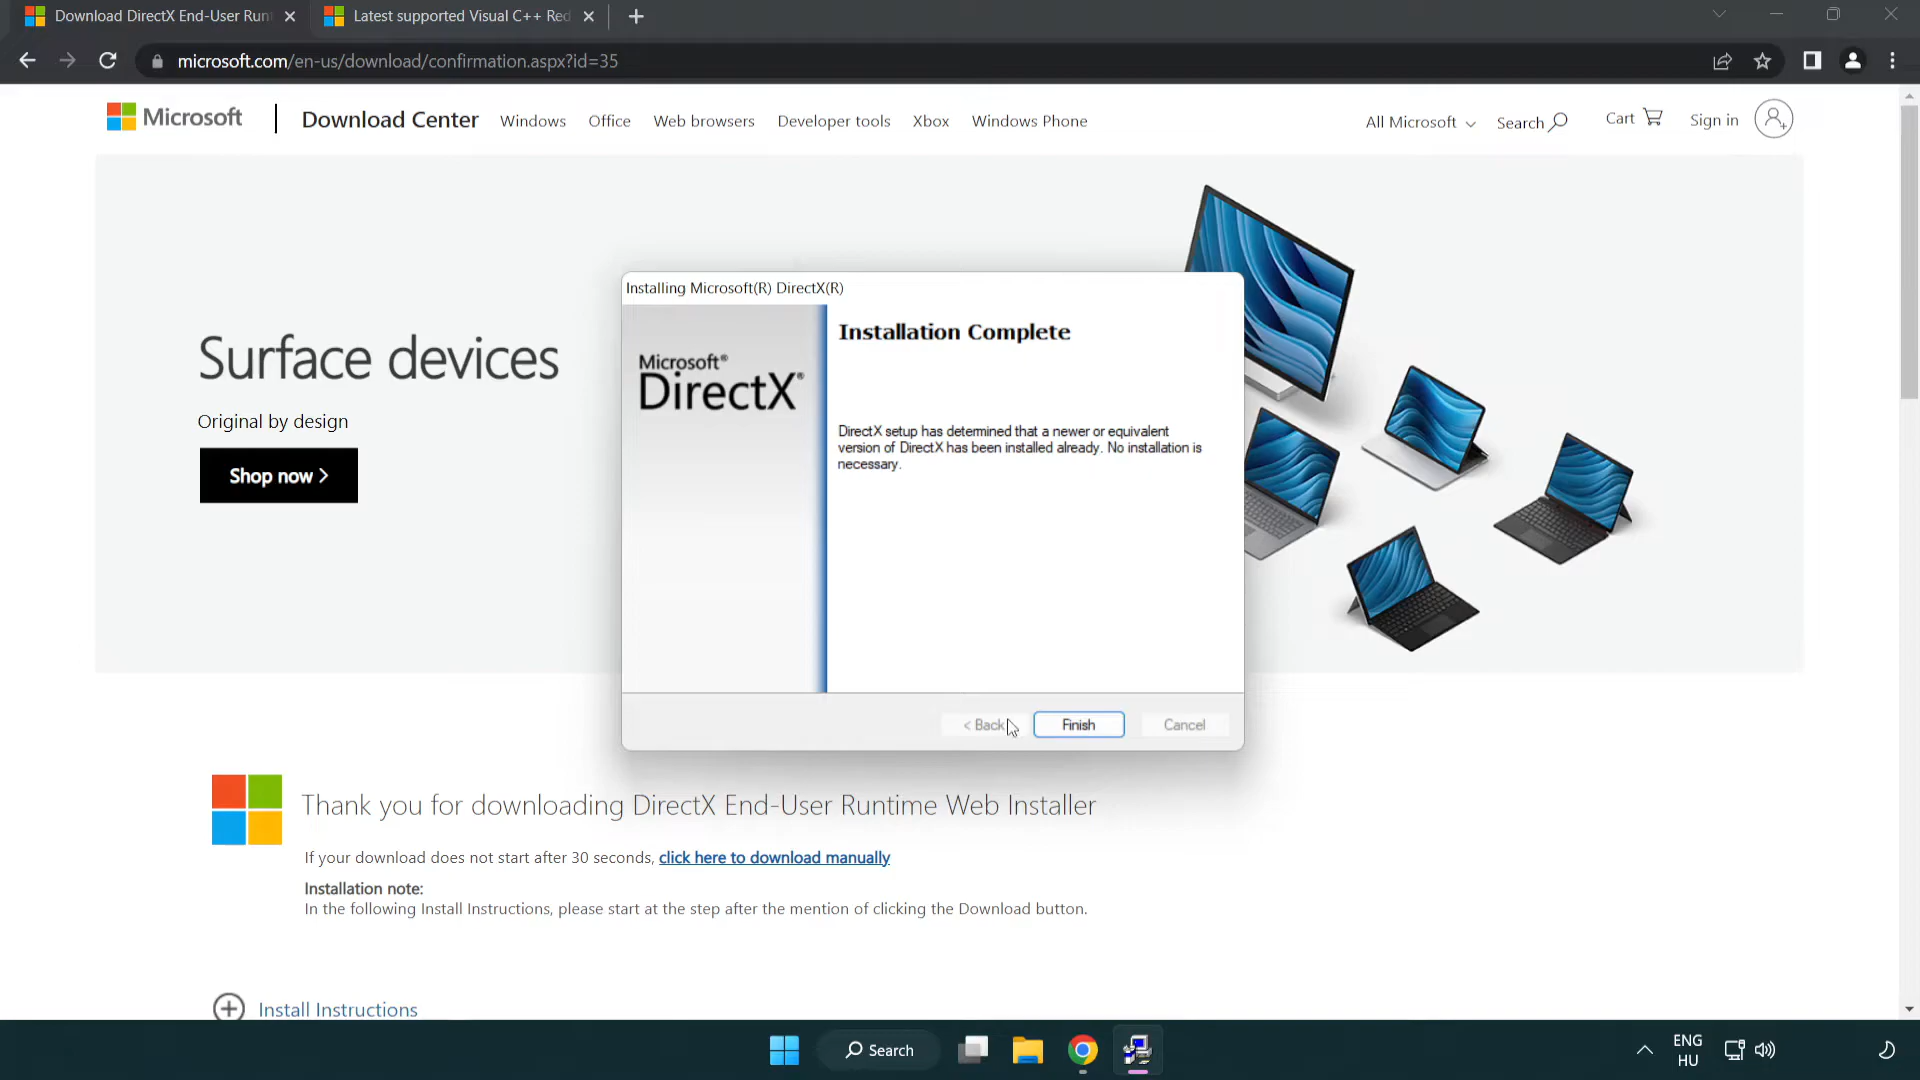 Download DirectX End-User Run
Latest supported Visual C++ Red
microsoft.com/en-us/download/confirmation.aspx?id=35
Microsoft
Download Center
Windows
Office
Web browsers
Developer tools
Xbox
Windows Phone
All Microsoft
Search
Cart
Sign in
Surface devices
Original by design
Shop now >
Installing Microsoft(R) DirectX(R)
Microsoft®
DirectX®
Installation Complete
DirectX setup has determined that a newer or equivalent
version of DirectX has been installed already. No installation is
necessary.
< Back
Finish
Cancel
Thank you for downloading DirectX End-User Runtime Web Installer
If your download does not start after 30 seconds, click here to download manually
Installation note:
In the following Install Instructions, please start at the step after the mention of clicking the Download button.
Install Instructions
Search
ENG
HU